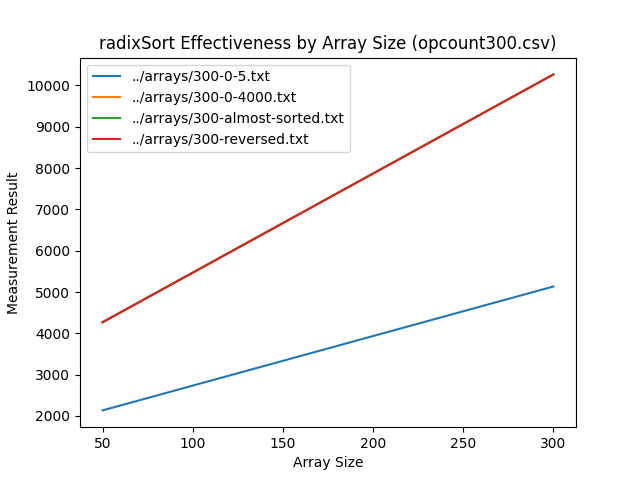 radixSort Effectiveness by Array Size (opcount300.csv)
../arrays/300-0-5.txt
../arrays/300-0-4000.txt
../arrays/300-almost-sorted.txt
../arrays/300-reversed.txt
10000
9000
8000
7000
6000
5000
4000
3000
2000
Measurement Result
50 100 150 200 250 300
Array Size